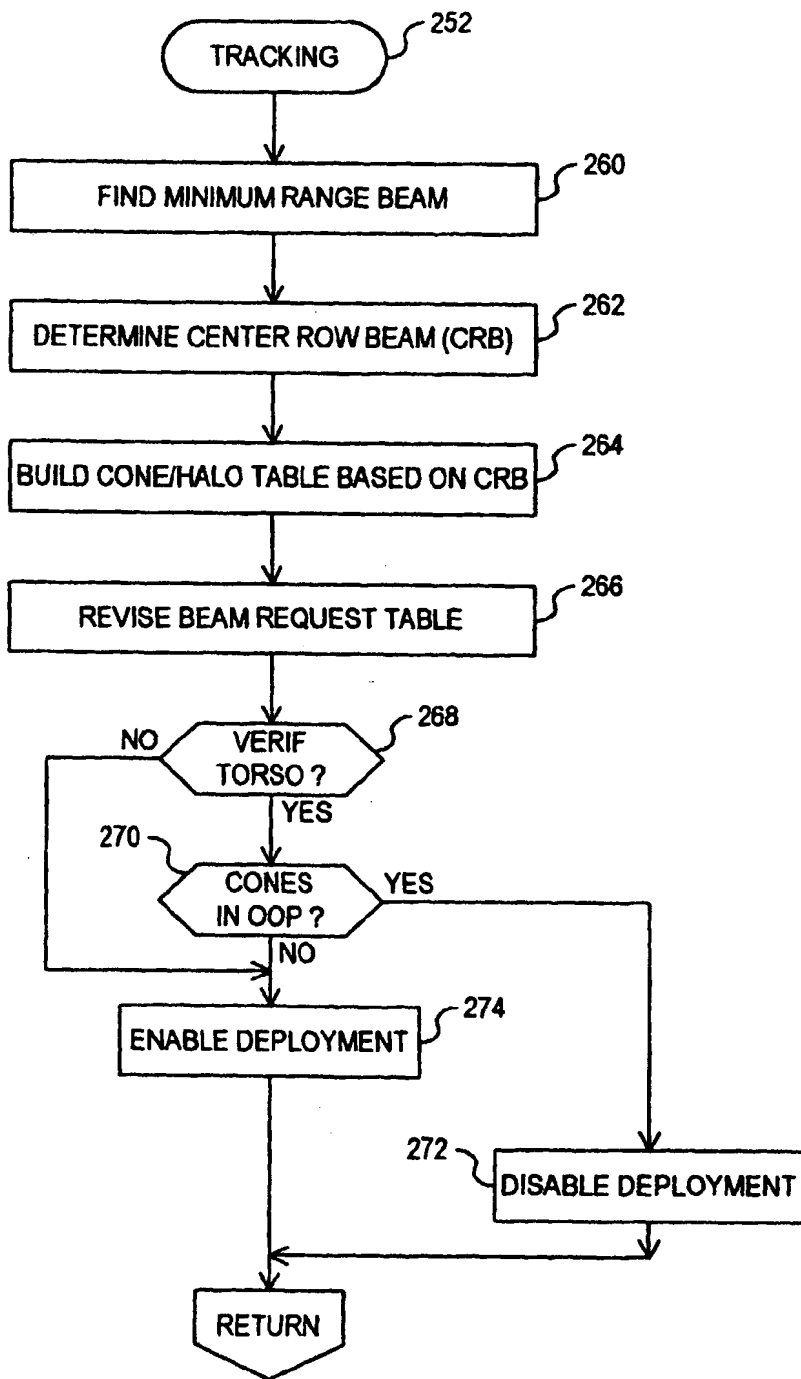 TRACKING
252
FIND MINIMUM RANGE BEAM
260
DETERMINE CENTER ROW BEAM (CRB)
262
BUILD CONE/HALO TABLE BASED ON CRB
264
REVISE BEAM REQUEST TABLE
266
NO
VERIF
TORSO ?
268
YES
270
CONES
IN OOP ?
YES
NO
ENABLE DEPLOYMENT
274
272
DISABLE DEPLOYMENT
RETURN